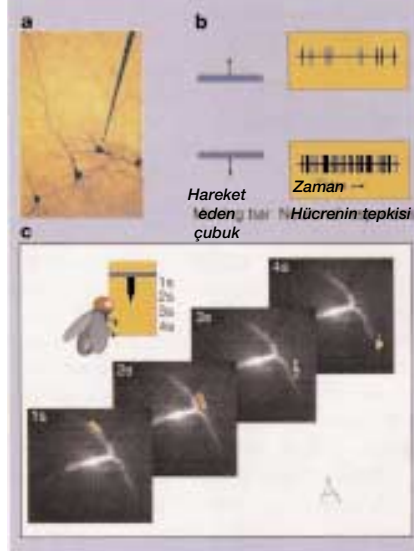 a
b
Zaman
Hareket
eden
çubuk
Hücrenin tepkisi
c
1s
2s
3s
4s
4s
3s
2s
1s
A